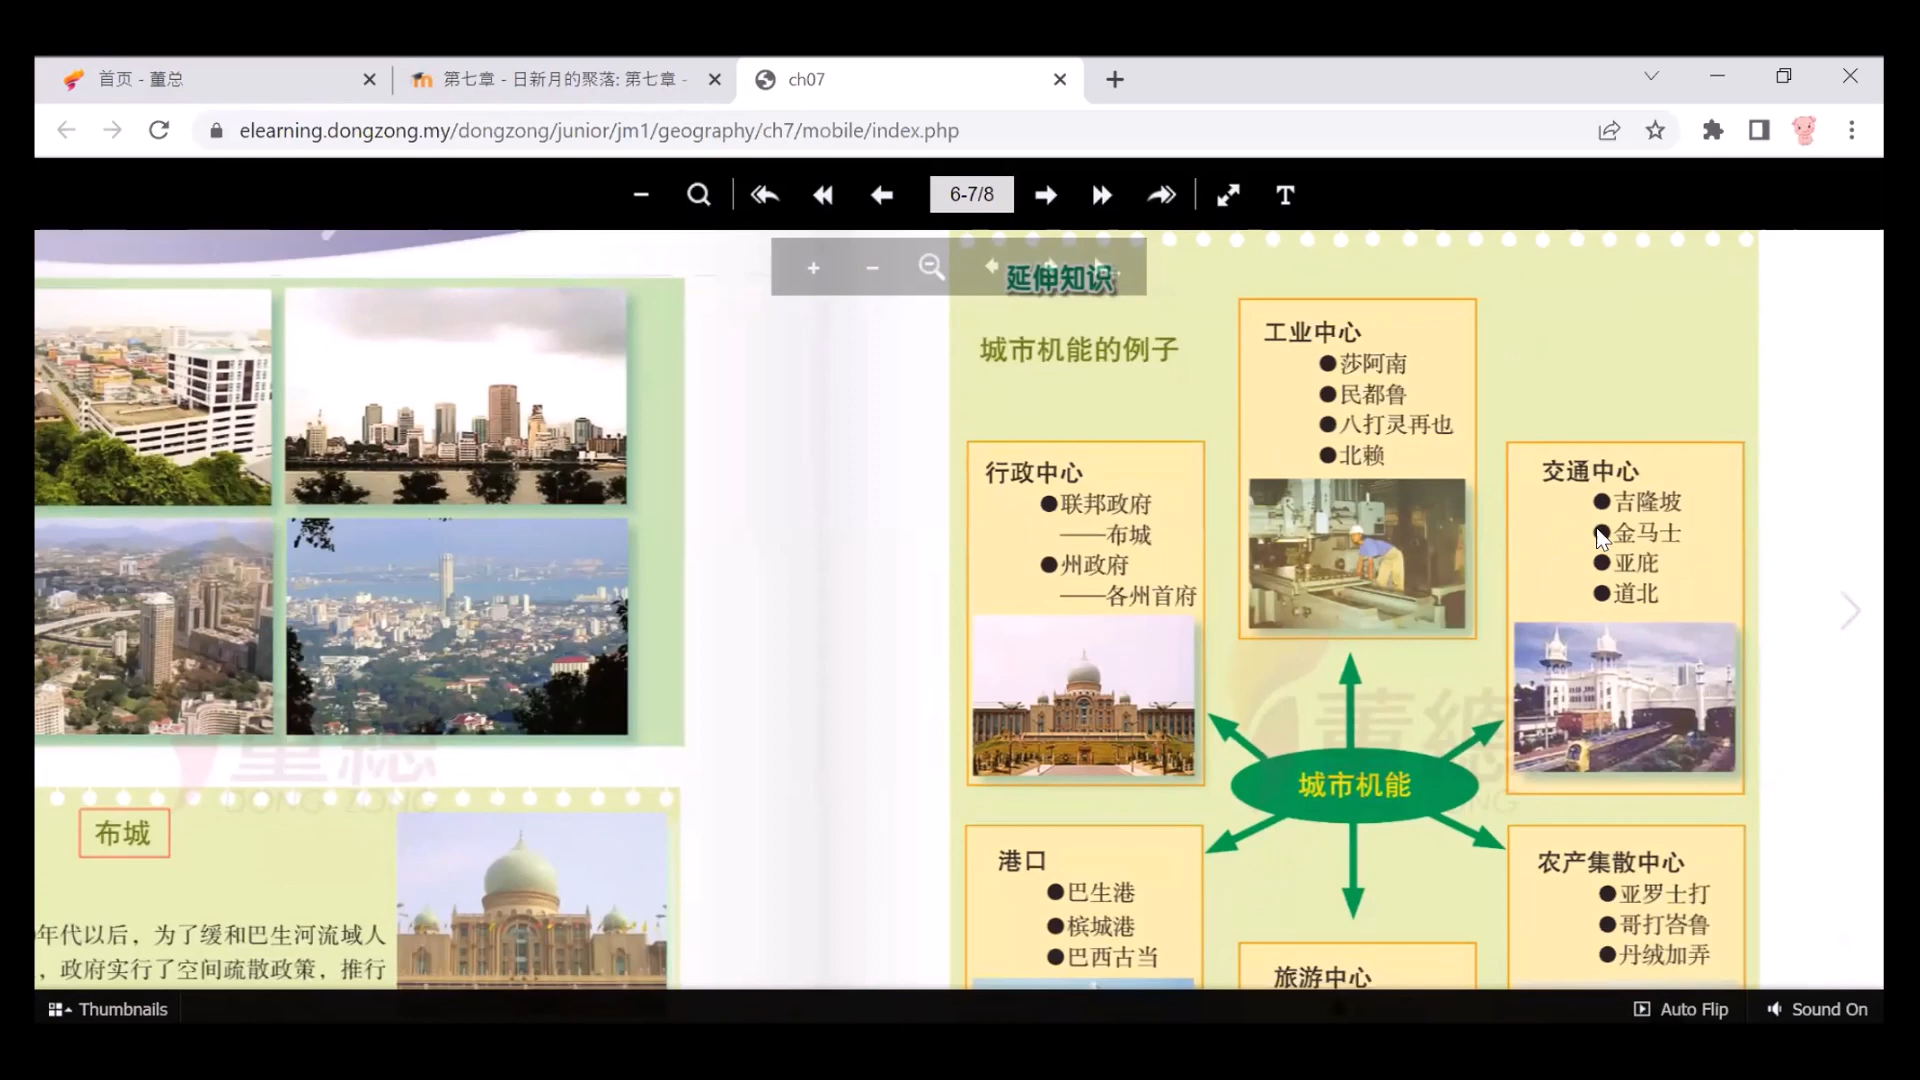 首页 - 董总
第七章 - 日新月的聚落: 第七章 -
ch07
elearning.dongzong.my/dongzong/junior/jm1/geography/ch7/mobile/index.php
6-7/8
延伸知识
城市机能的例子
工业中心
●莎阿南
●民都鲁
●八打灵再也
●北赖
行政中心
●联邦政府
——布城
●州政府
——各州首府
交通中心
●吉隆坡
●金马士
●亚庇
●道北
城市机能
董總
DONG ZONG
布城
年代以后，为了缓和巴生河流域人
，政府实行了空间疏散政策，推行
港口
●巴生港
●槟城港
●巴西古当
旅游中心
农产集散中心
●亚罗士打
●哥打峇鲁
●丹绒加弄
Thumbnails
Auto Flip
Sound On